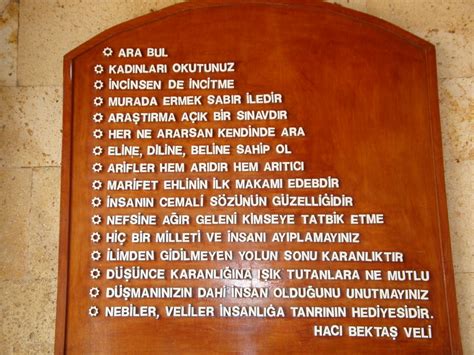 ARA BUL
KADINLARI OKUTUNUZ
İNCİNSEN DE İNCİTME
MURADA ERMEK SABIR İLEDİR
ARAŞTIRMA AÇIK BİR SINAVDIR
HER NE ARARSAN KENDİNDE ARA
ELİNE, DİLİNE, BELİNE SAHİP OL
ARİFLER HEM ARIDIR HEM ARITICI
MARİFET EHLİNİN İLK MAKAMI EDEBDİR
İNSANIN CEMALİ SÖZÜNÜN GÜZELLİĞİDİR
NEFSİNE AĞIR GELENİ KİMSEYE TATBİK ETME
HİÇ BİR MİLLETİ VE İNSANI AYIPLAMAYINIZ
İLİMDEN GİDİLMEYEN YOLUN SONU KARANLIKTIR
DÜŞÜNCE KARANLIĞINA IŞIK TUTANLARA NE MUTLU
DÜŞMANINIZIN DAHİ İNSAN OLDUĞUNU UNUTMAYINIZ
NEBİLER, VELİLER İNSANLIĞA TANRININ HEDİYESİDİR.
HACI BEKTAŞ VELİ